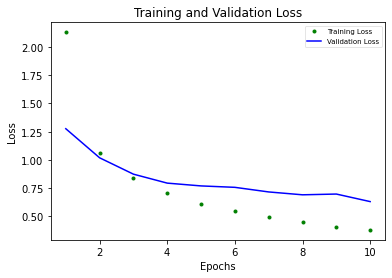 Training and Validation Loss
Training Loss
Validation Loss
2.00
1.75
1.50
1.25
1.00
0.75
0.50
Loss
2
4
6
8
10
Epochs